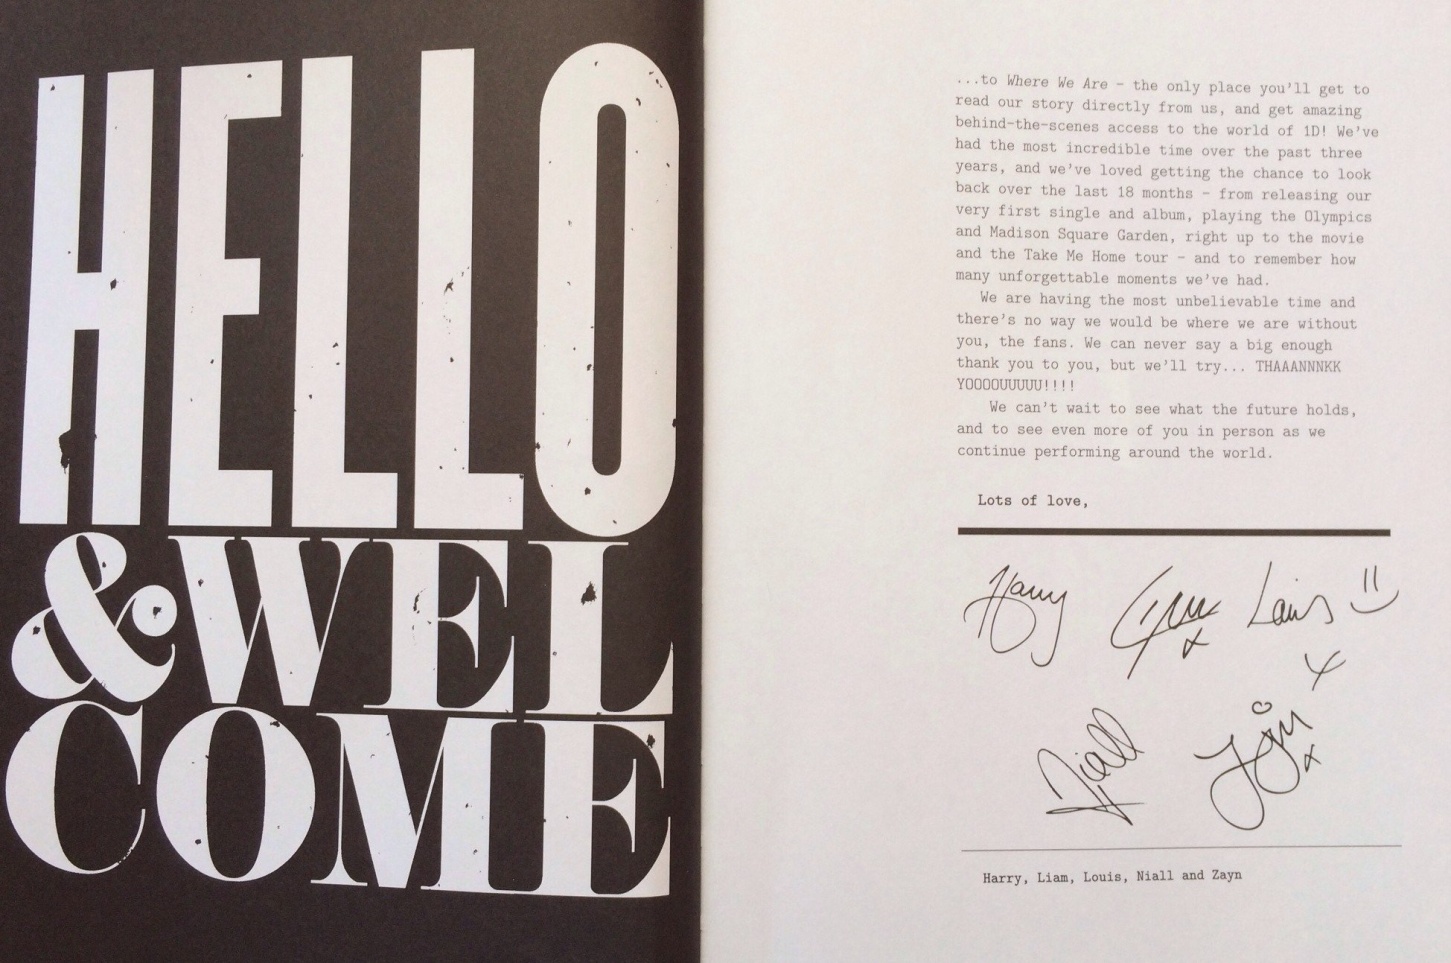 HELLO
& WEL
COME
...to Where We Are – the only place you'll get to
read our story directly from us, and get amazing
behind-the-scenes access to the world of 1D! We've
had the most incredible time over the past three
years, and we've loved getting the chance to look
back over the last 18 months – from releasing our
very first single and album, playing the Olympics
and Madison Square Garden, right up to the movie
and the Take Me Home tour – and to remember how
many unforgettable moments we've had.
We are having the most unbelievable time and
there's no way we would be where we are without
you, the fans. We can never say a big enough
thank you to you, but we'll try... THAAANNNKK
YOOOOUUUUU!!!!
We can't wait to see what the future holds,
and to see even more of you in person as we
continue performing around the world.
Lots of love,
Harry
x
Louis
x
Niall
x
Harry, Liam, Louis, Niall and Zayn